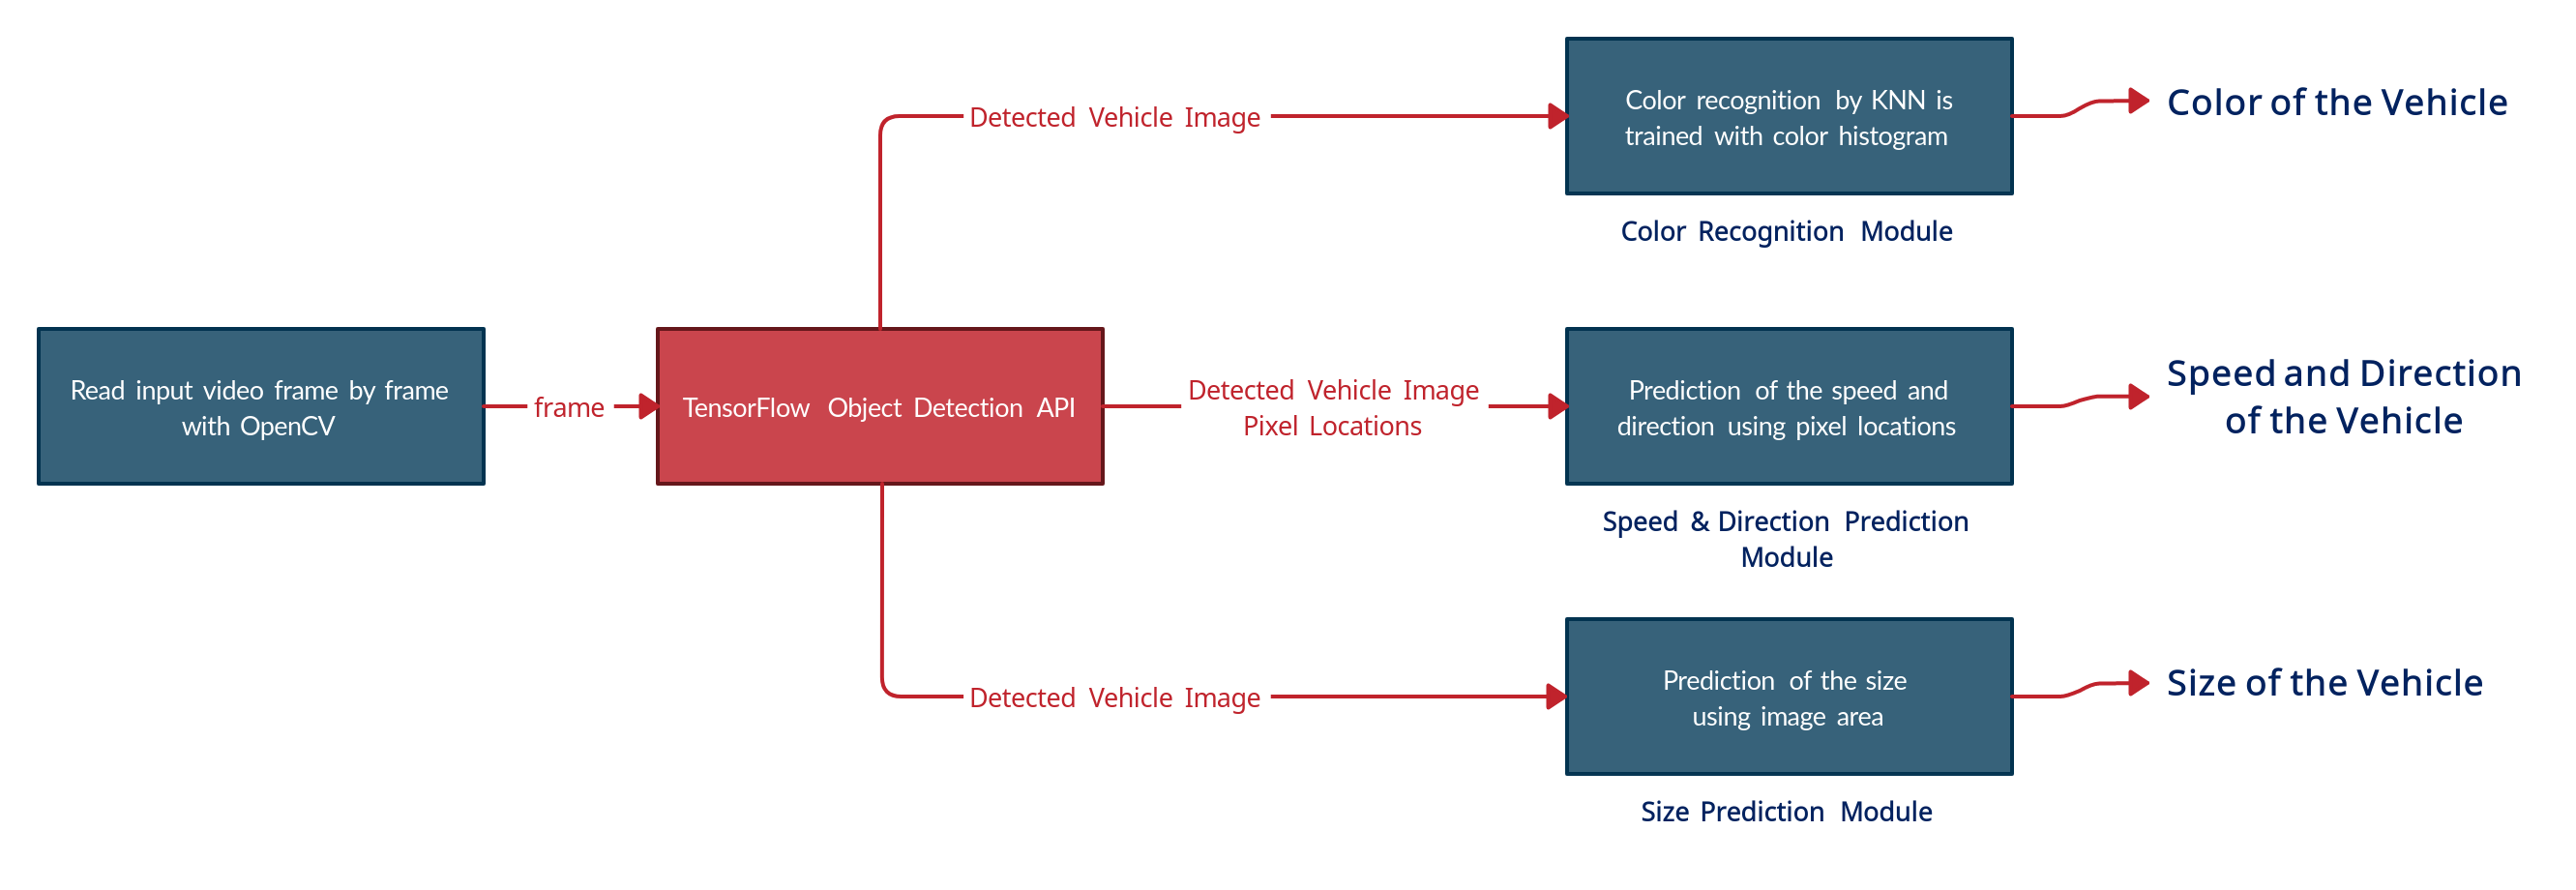 Detected Vehicle Image
Color recognition by KNN is
trained with color histogram
Color of the Vehicle
Color Recognition Module
Read input video frame by frame
with OpenCV
frame
TensorFlow Object Detection API
Detected Vehicle Image
Pixel Locations
Prediction of the speed and
direction using pixel locations
Speed and Direction
of the Vehicle
Speed & Direction Prediction
Module
Detected Vehicle Image
Prediction of the size
using image area
Size of the Vehicle
Size Prediction Module